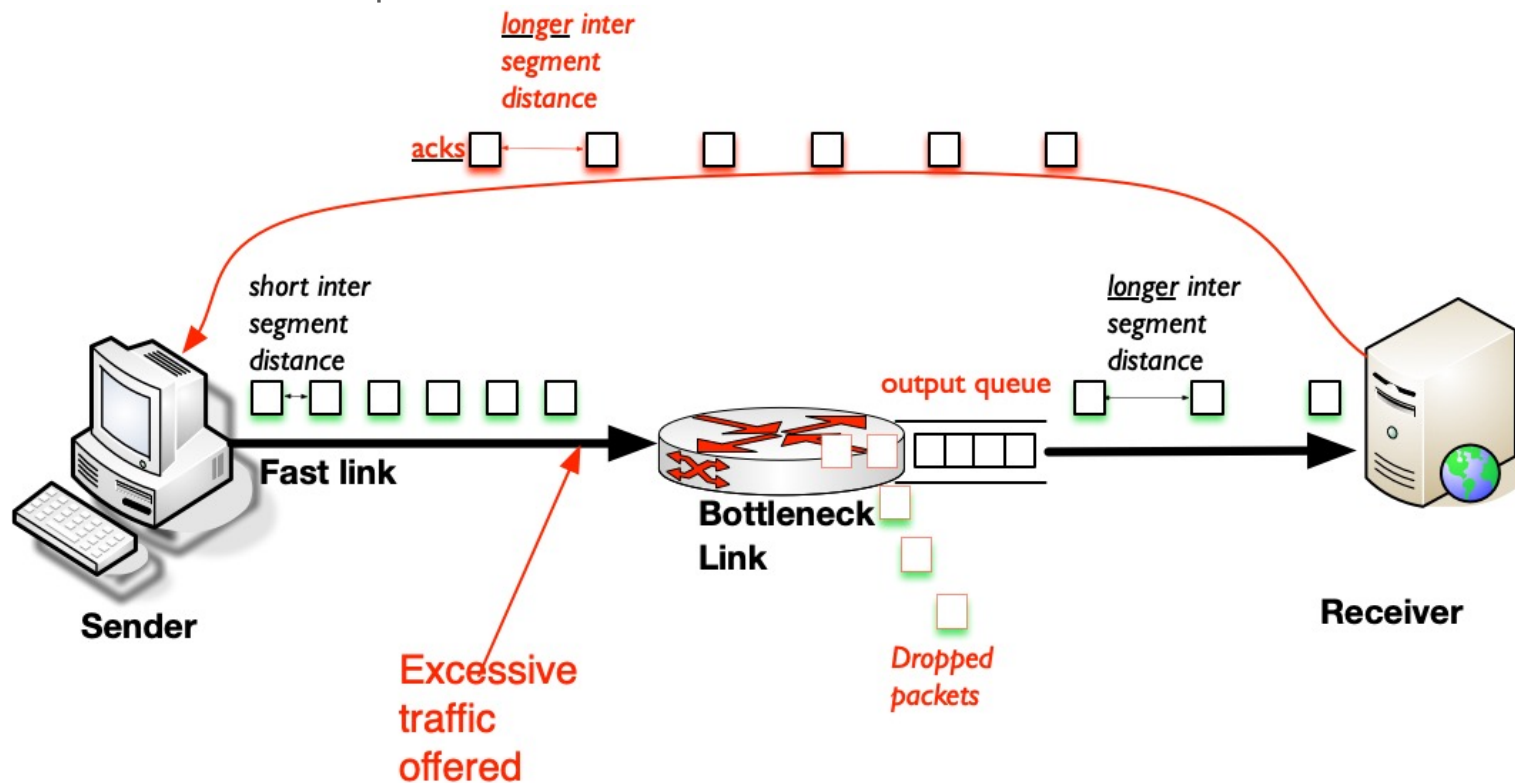 longer inter
segment
distance
acks
short inter
segment
distance
longer inter
segment
distance
output queue
Fast link
Bottleneck
Link
Sender
Receiver
Excessive
traffic
offered
Dropped
packets